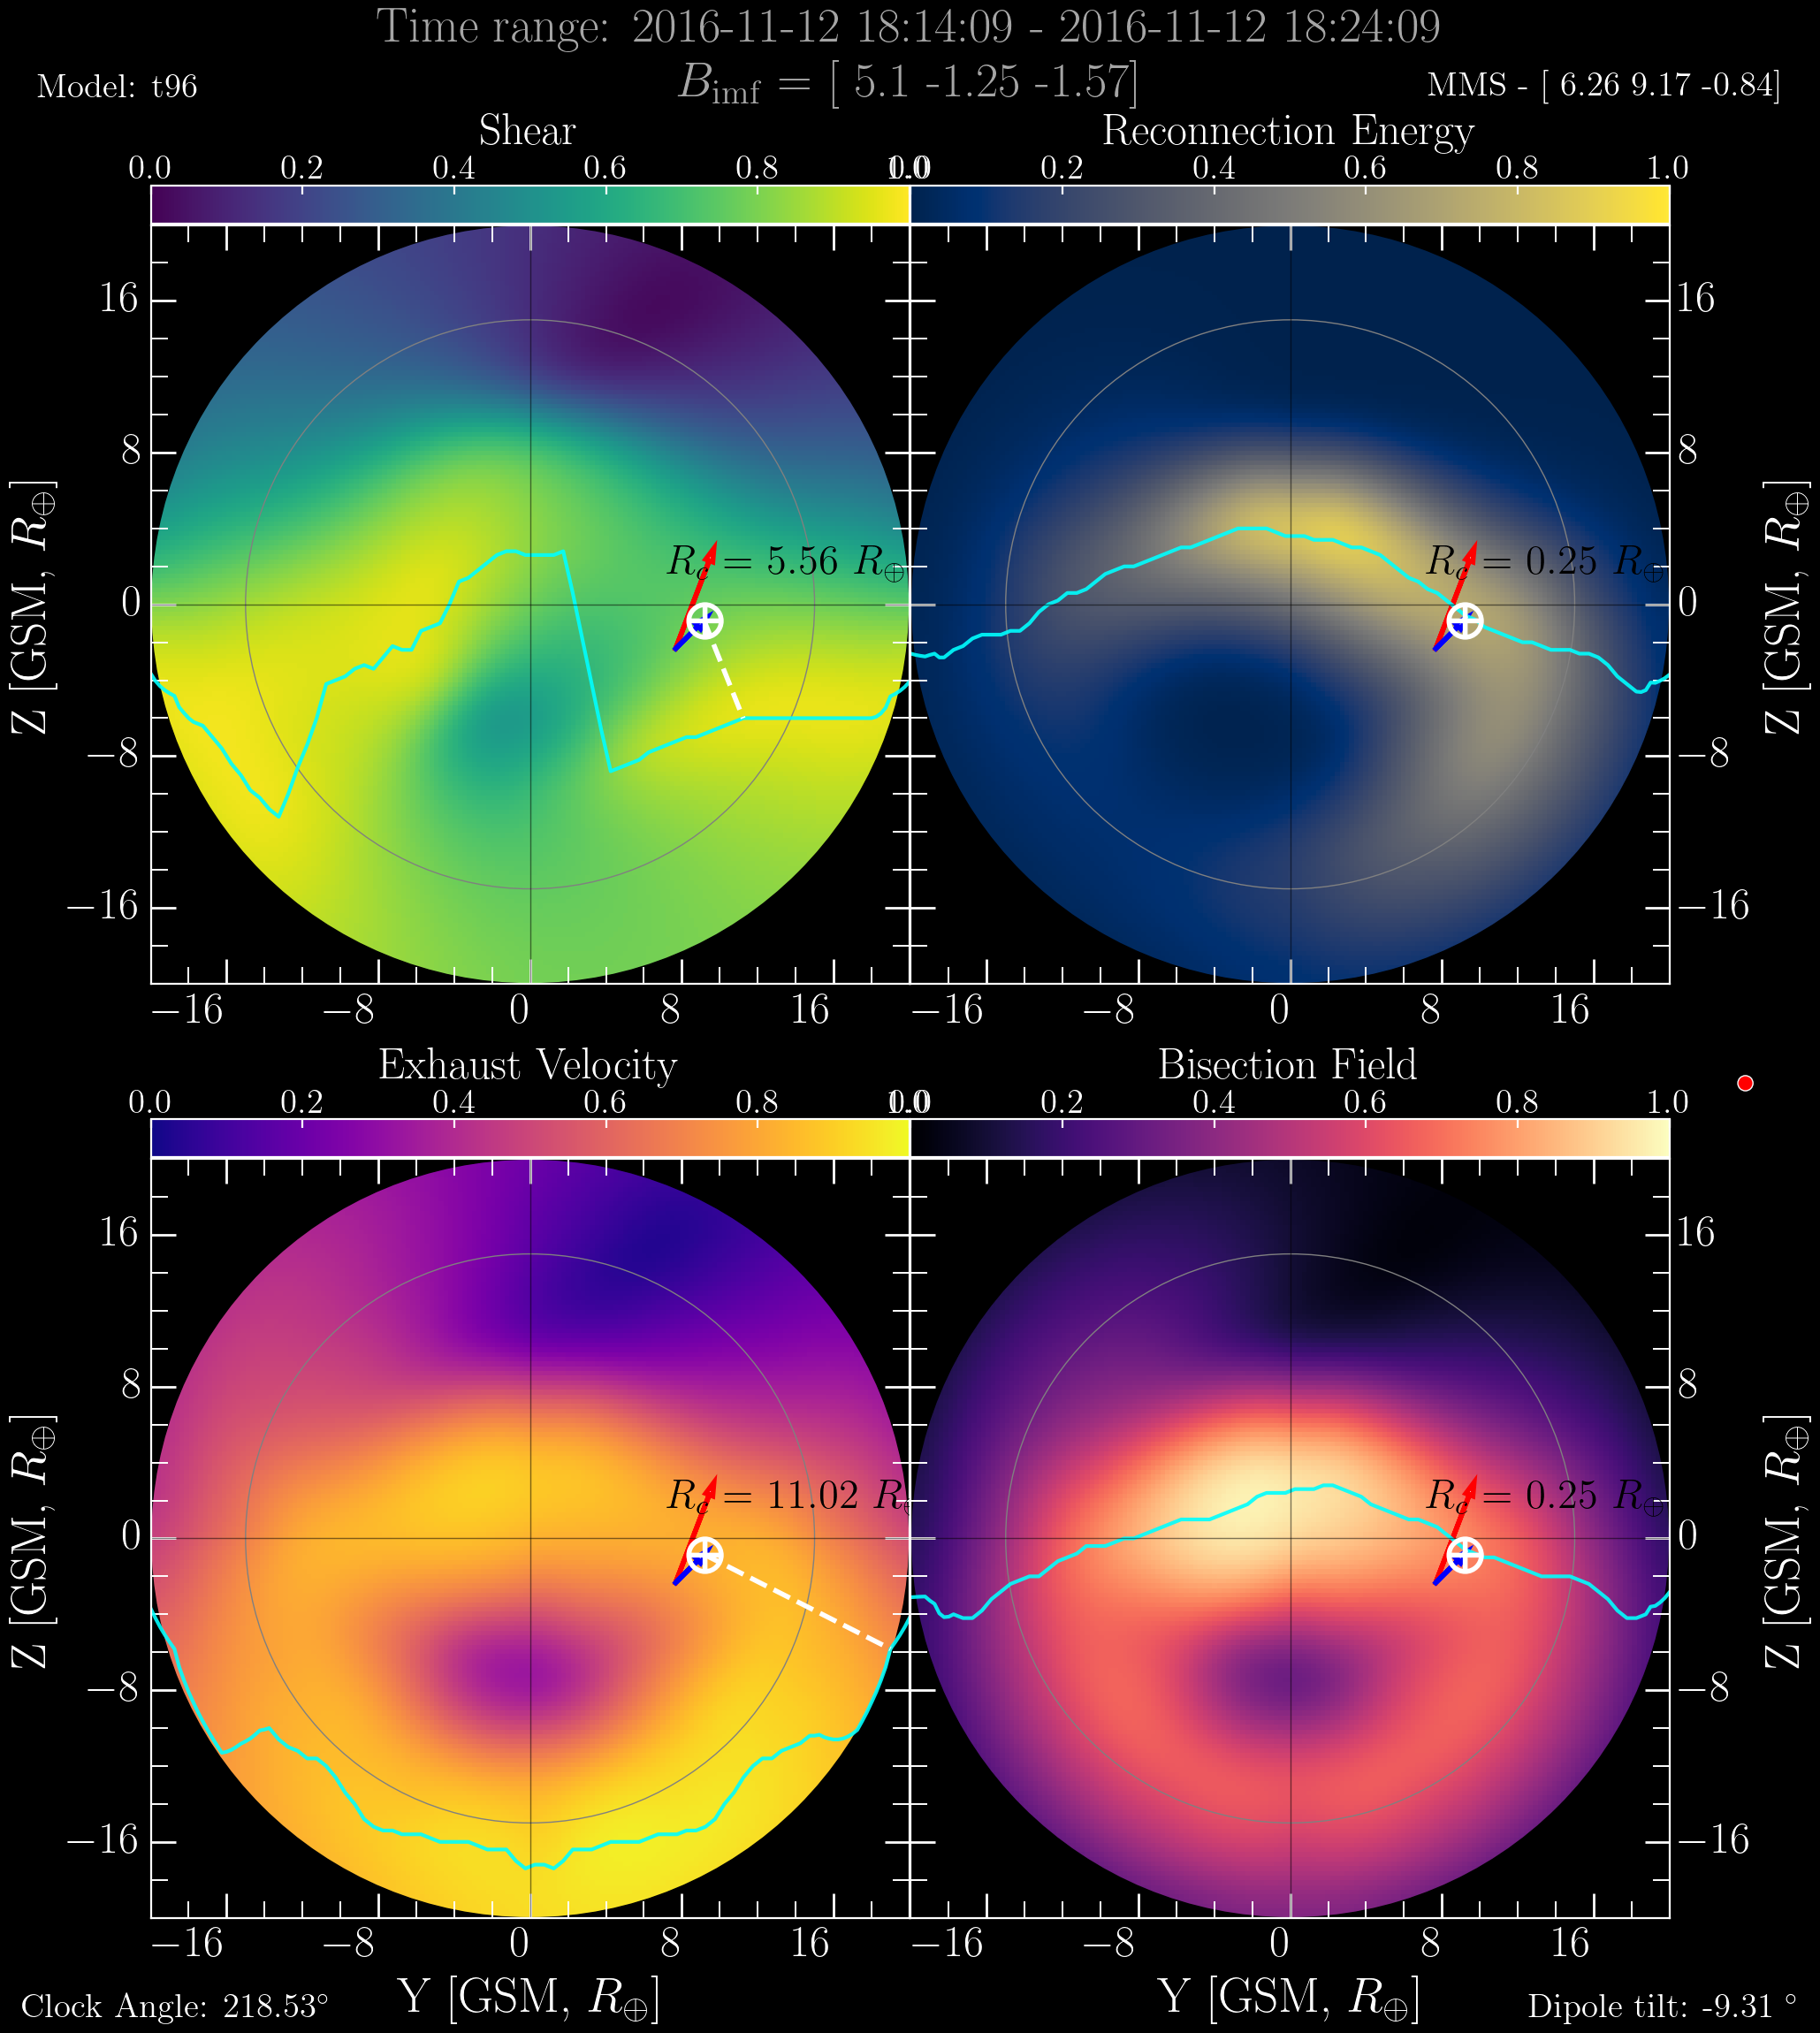 Time range: 2016-11-12 18:14:09 - 2016-11-12 18:24:09
Model: t96
B_imf = [ 5.1 -1.25 -1.57]
MMS - [ 6.26 9.17 -0.84]
Shear
Reconnection Energy
0.0 0.2 0.4 0.6 0.8 1.0
0.2 0.4 0.6 0.8 1.0
16
8
0
−8
−16
Z [GSM, R⊕]
R_c = 5.56 R⊕
R_c = 0.25 R⊕
16
8
0
−8
−16
Z [GSM, R⊕]
−16 −8 0 8 16
−16 −8 0 8 16
Exhaust Velocity
Bisection Field
0.0 0.2 0.4 0.6 0.8 1.0
0.2 0.4 0.6 0.8 1.0
16
8
0
−8
−16
Z [GSM, R⊕]
R_c = 11.02 R⊕
R_c = 0.25 R⊕
16
8
0
−8
−16
Z [GSM, R⊕]
−16 −8 0 8 16
−16 −8 0 8 16
Y [GSM, R⊕]
Y [GSM, R⊕]
Clock Angle: 218.53°
Dipole tilt: -9.31 °